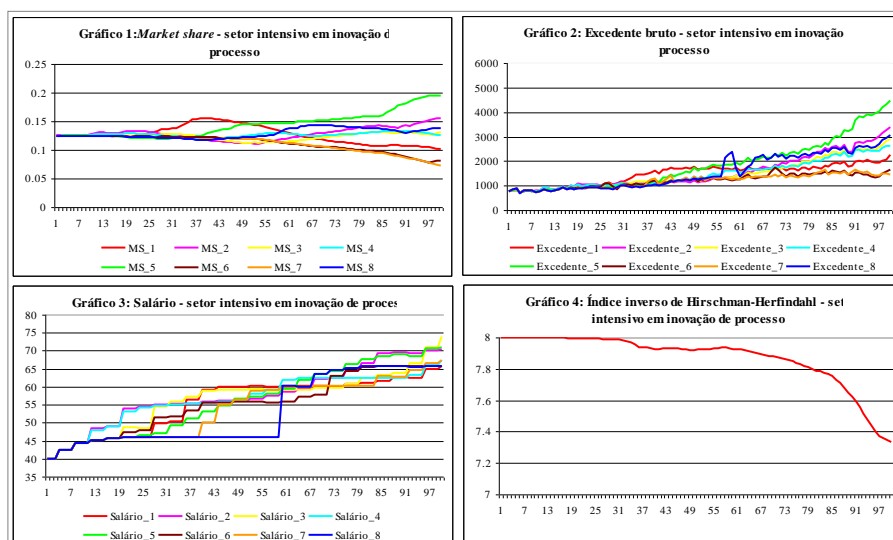 Gráfico 1:Market share - setor intensivo em inovação d
processo
0.25
0.2
0.15
0.1
0.05
0
1 7 13 19 25 31 37 43 49 55 61 67 73 79 85 91 97
MS_1 MS_2 MS_3 MS_4
MS_5 MS_6 MS_7 MS_8
Gráfico 2: Excedente bruto - setor intensivo em inovação
processo
6000
5000
4000
3000
2000
1000
0
1 7 13 19 25 31 37 43 49 55 61 67 73 79 85 91 97
Excedente_1 Excedente_2 Excedente_3 Excedente_4
Excedente_5 Excedente_6 Excedente_7 Excedente_8
Gráfico 3: Salário - setor intensivo em inovação de proces
80
75
70
65
60
55
50
45
40
35
1 7 13 19 25 31 37 43 49 55 61 67 73 79 85 91 97
Salário_1 Salário_2 Salário_3 Salário_4
Salário_5 Salário_6 Salário_7 Salário_8
Gráfico 4: Índice inverso de Hirschman-Herfindahl - set
intensivo em inovação de processo
8
7.8
7.6
7.4
7.2
7
1 7 13 19 25 31 37 43 49 55 61 67 73 79 85 91 97